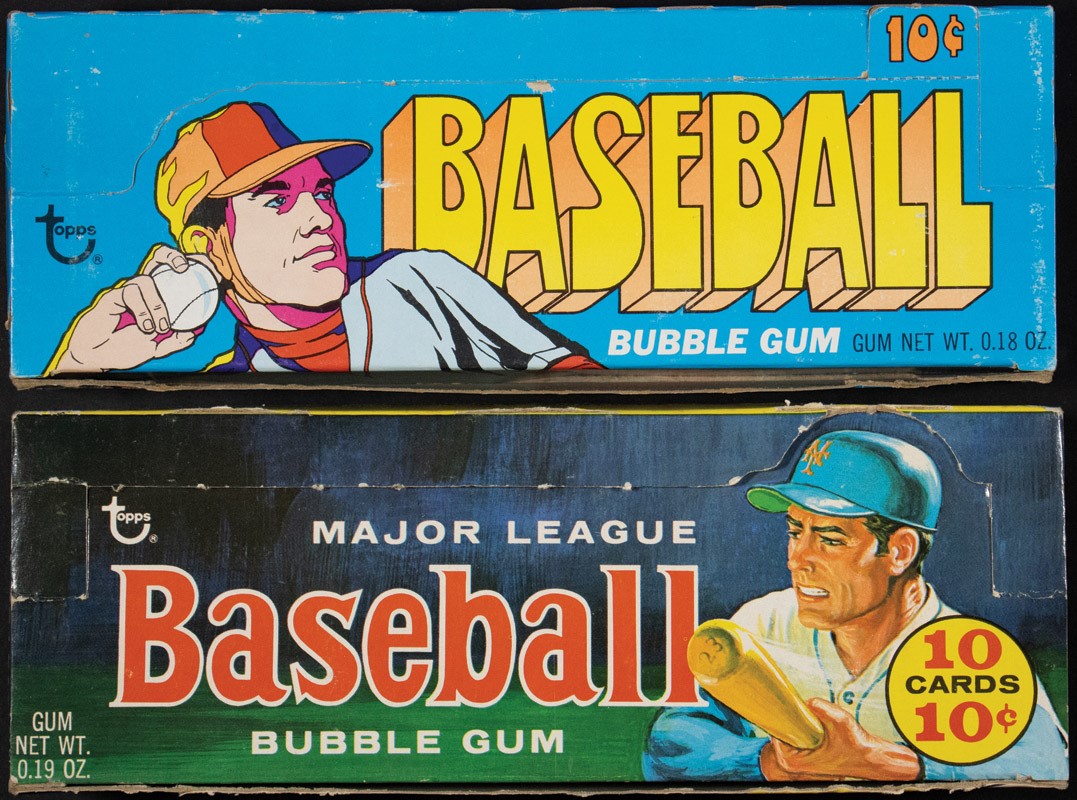 10¢
BASEBALL
topps
®
BUBBLE GUM GUM NET WT. 0.18 OZ.
topps
®
MAJOR LEAGUE
Baseball
BUBBLE GUM
GUM
NET WT.
0.19 OZ.
NY
10
CARDS
10¢